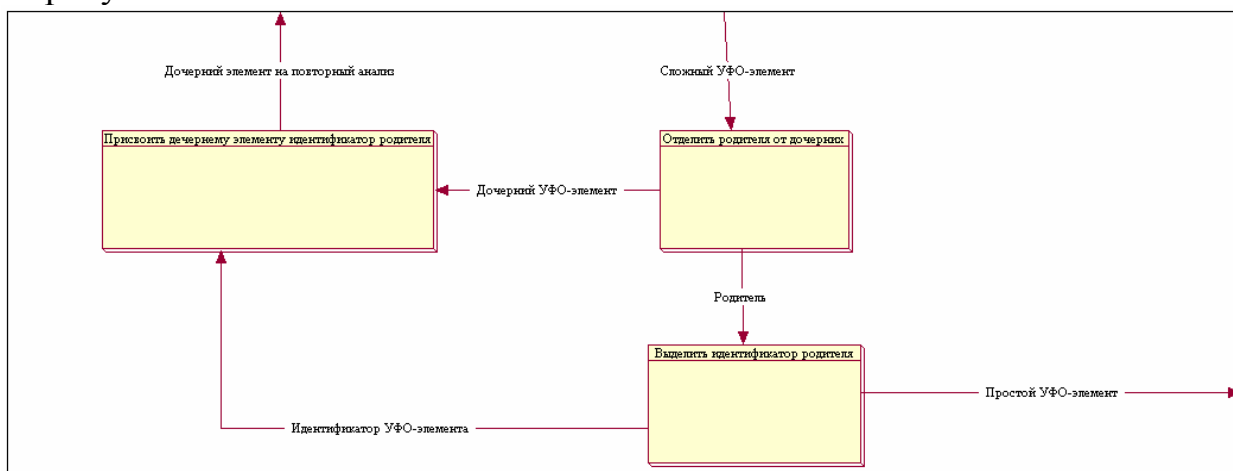 Дочерний элемент на повторный анализ
Сложный УФО-элемент
Присвоить дечернему элементу идентификатор родителя
Отделить родителя от дочерних
Дочерний УФО-элемент
Родитель
Выделить идентификатор родителя
Простой УФО-элемент
Идентификатор УФО-элемента